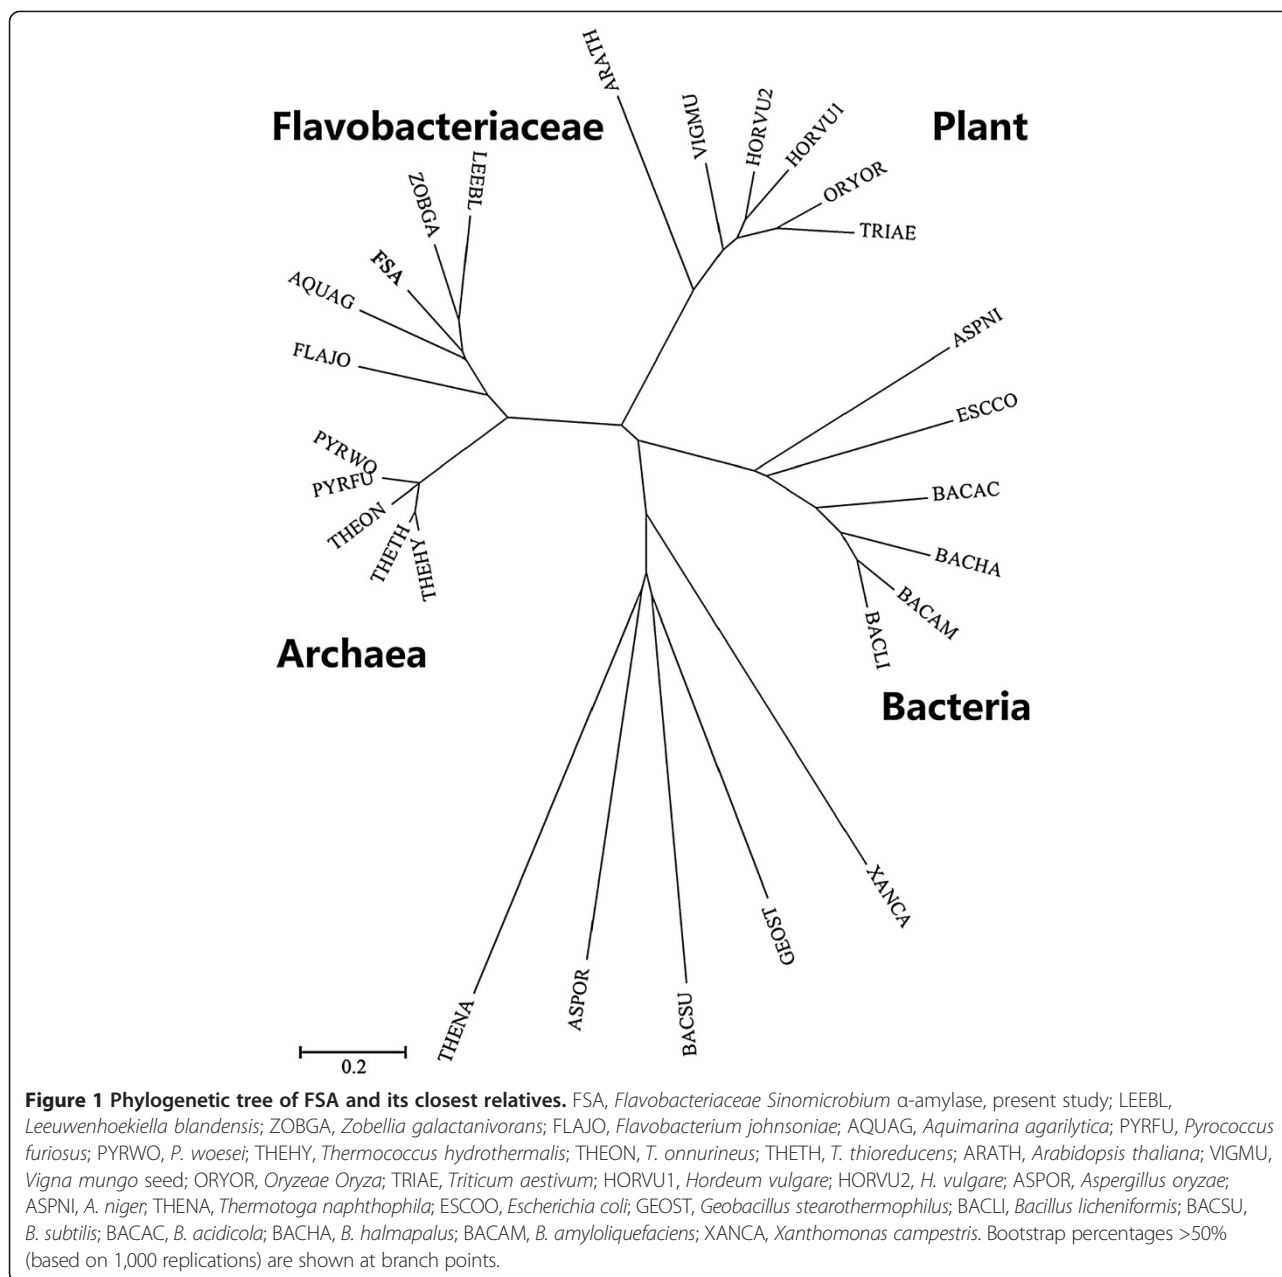 ARATH
Flavobacteriaceae
Plant
VIGMU
HORVU2
HORVU1
ORYOR
TRIAE
LEEBL
ZOBGA
FSA
AQUAG
FLAJO
ASPNI
ESCCO
BACAC
BACHA
BACAM
BACLI
Bacteria
PYRWO
PYRFU
THEON
THETH
THEHY
Archaea
XANCA
GEOST
BACSU
ASPOR
THENA
0.2
Figure 1 Phylogenetic tree of FSA and its closest relatives. FSA, Flavobacteriaceae Sinomicrobium α-amylase, present study; LEEBL,
Leeuwenhoekiella blandensis; ZOBGA, Zobellia galactanivorans; FLAJO, Flavobacterium johnsoniae; AQUAG, Aquimarina agarilytica; PYRFU, Pyrococcus
furiosus; PYRWO, P. woesei; THEHY, Thermococcus hydrothermalis; THEON, T. onnurineus; THETH, T. thioreducens; ARATH, Arabidopsis thaliana; VIGMU,
Vigna mungo seed; ORYOR, Oryzeae Oryza; TRIAE, Triticum aestivum; HORVU1, Hordeum vulgare; HORVU2, H. vulgare; ASPOR, Aspergillus oryzae;
ASPNI, A. niger; THENA, Thermotoga naphthophila; ESCOO, Escherichia coli; GEOST, Geobacillus stearothermophilus; BACLI, Bacillus licheniformis; BACSU,
B. subtilis; BACAC, B. acidicola; BACHA, B. halmapalus; BACAM, B. amyloliquefaciens; XANCA, Xanthomonas campestris. Bootstrap percentages >50%
(based on 1,000 replications) are shown at branch points.